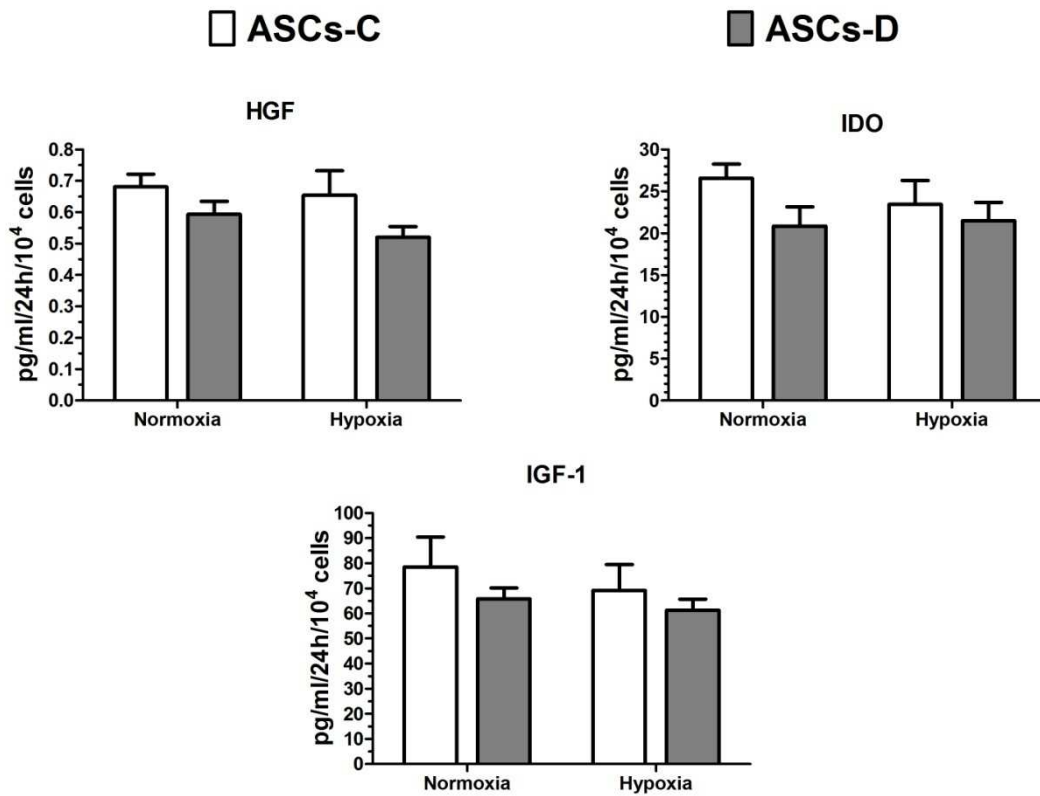 ASCs-C ASCs-D
HGF
pg/ml/24h/10⁴ cells
0.8
0.7
0.6
0.5
0.4
0.3
0.2
0.1
0.0
Normoxia Hypoxia
IDO
pg/ml/24h/10⁴ cells
30
25
20
15
10
5
0
Normoxia Hypoxia
IGF-1
pg/ml/24h/10⁴ cells
100
90
80
70
60
50
40
30
20
10
0
Normoxia Hypoxia